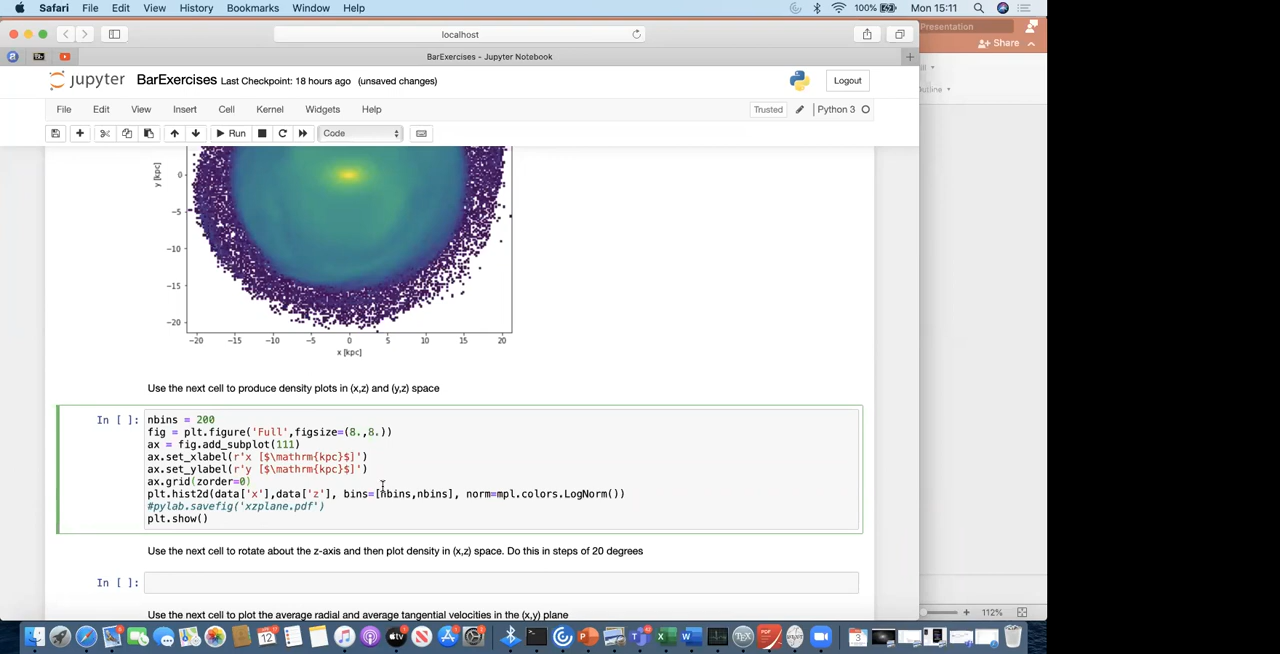 Safari File Edit View History Bookmarks Window Help 100% Mon 15:11
localhost
Presentation
BarExercises - Jupyter Notebook
Share
jupyter BarExercises Last Checkpoint: 18 hours ago (unsaved changes) Logout
File Edit View Insert Cell Kernel Widgets Help Trusted Python 3
Run Code
y [kpc]
0
−5
−10
−15
−20
−20 −15 −10 −5 0 5 10 15 20
x [kpc]
Use the next cell to produce density plots in (x,z) and (y,z) space
In [ ]: nbins = 200
fig = plt.figure('Full',figsize=(8.,8.))
ax = fig.add_subplot(111)
ax.set_xlabel(r'x [$\mathrm{kpc}$]')
ax.set_ylabel(r'y [$\mathrm{kpc}$]')
ax.grid(zorder=0)
plt.hist2d(data['x'],data['z'], bins=[nbins,nbins], norm=mpl.colors.LogNorm())
#pylab.savefig('xzplane.pdf')
plt.show()
Use the next cell to rotate about the z-axis and then plot density in (x,z) space. Do this in steps of 20 degrees
In [ ]:
Use the next cell to plot the average radial and average tangential velocities in the (x,y) plane
112%